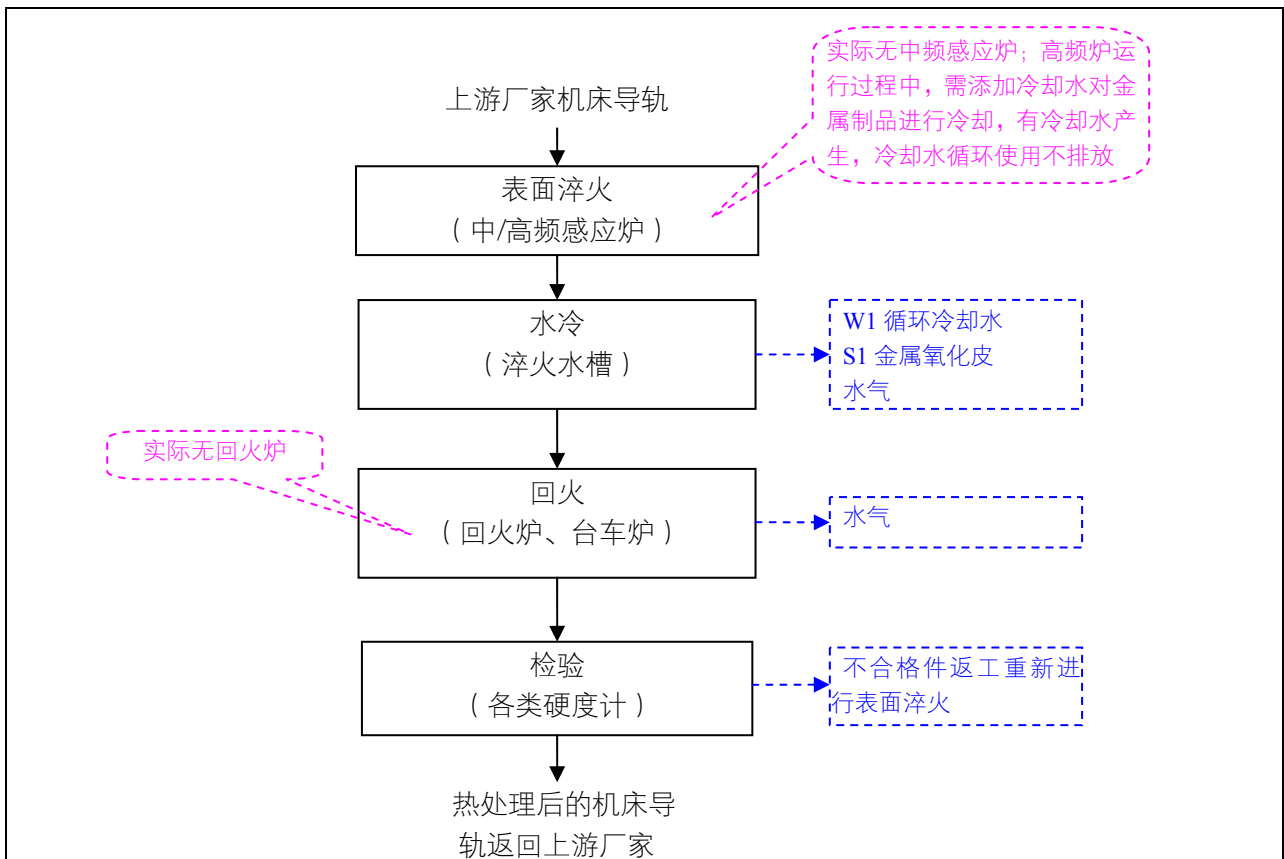 实际无中频感应炉；高频炉运
行过程中，需添加冷却水对金
属制品进行冷却，有冷却水产
生，冷却水循环使用不排放
上游厂家机床导轨
表面淬火
（中/高频感应炉）
水冷
（淬火水槽）
W1 循环冷却水
S1 金属氧化皮
水气
实际无回火炉
回火
（回火炉、台车炉）
水气
检验
（各类硬度计）
不合格件返工重新进
行表面淬火
热处理后的机床导
轨返回上游厂家